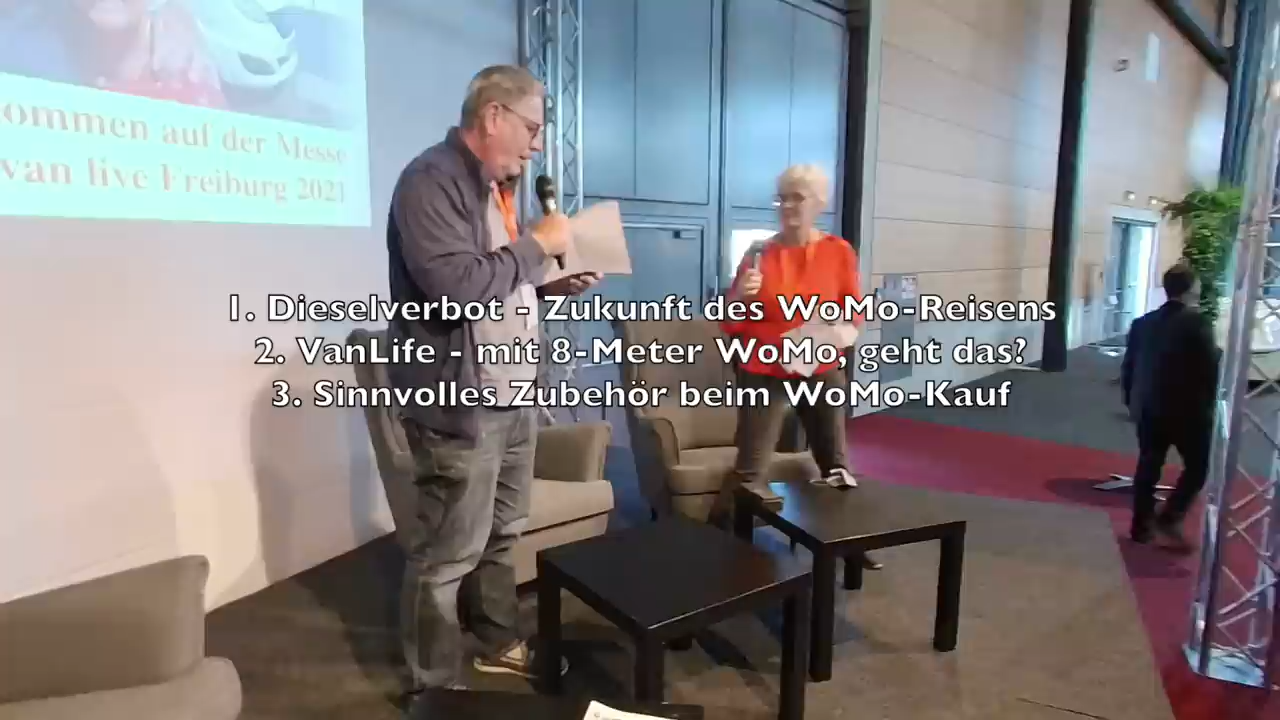 ommen auf der Messe
van live Freiburg 2021
1. Dieselverbot - Zukunft des WoMo-Reisens
2. VanLife - mit 8-Meter WoMo, geht das?
3. Sinnvolles Zubehör beim WoMo-Kauf